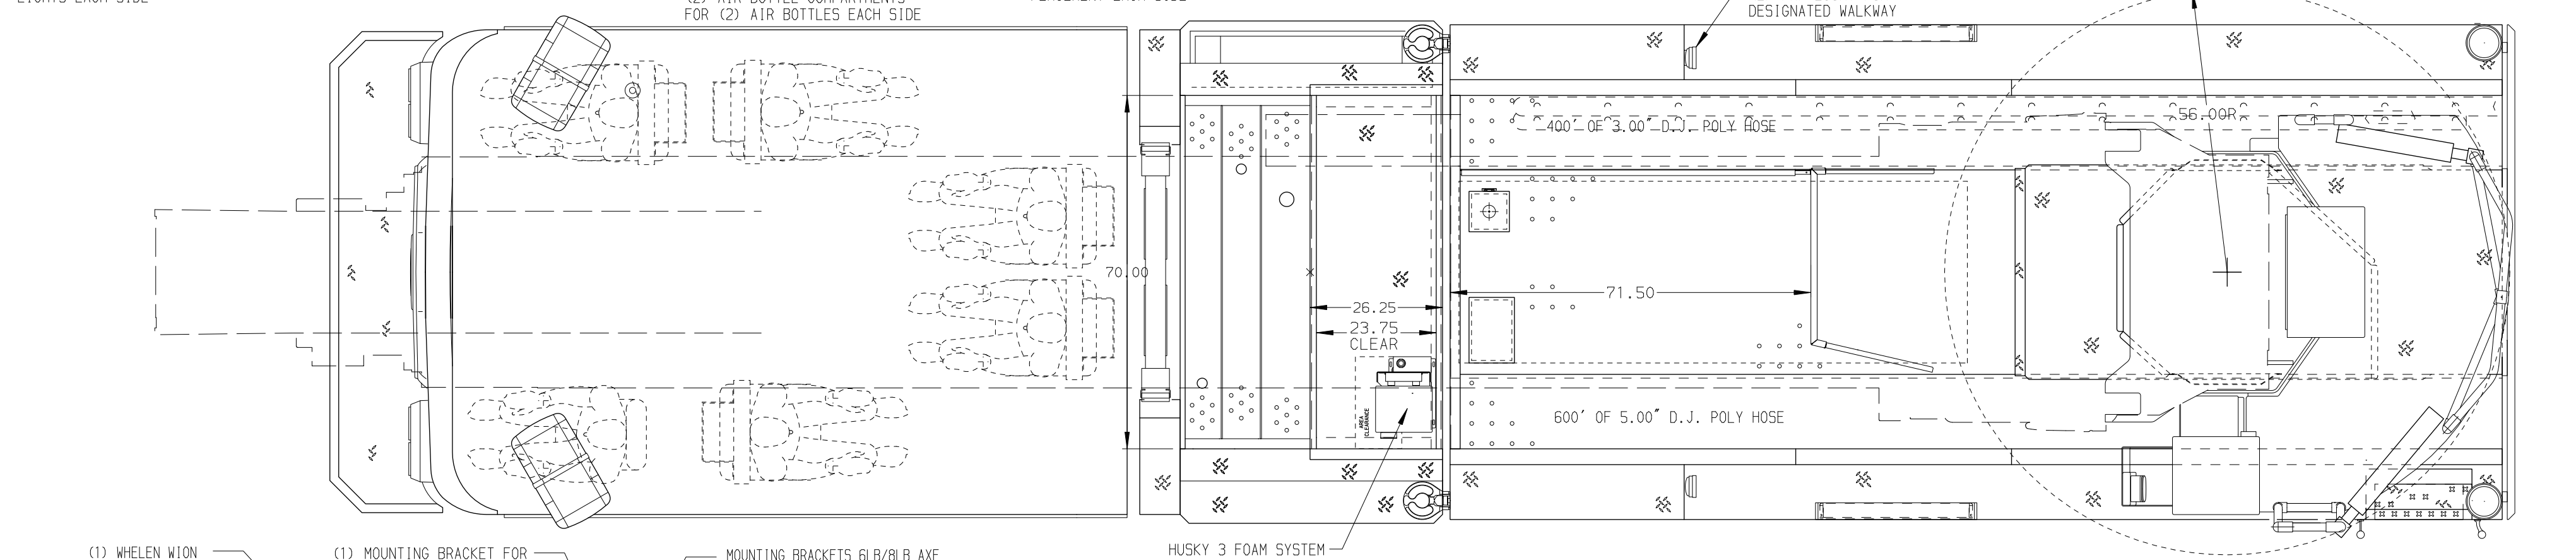 LIGHTS EACH SIDE
(2) AIR BOTTLE COMPARTMENTS
FOR (2) AIR BOTTLES EACH SIDE
DESIGNATED WALKWAY
56.00R
400' OF 3.00" D.J. POLY HOSE
70.00
26.25
23.75
CLEAR
71.50
AREA
CLEARANCE
600' OF 5.00" D.J. POLY HOSE
HUSKY 3 FOAM SYSTEM
(1) WHELEN WION
(1) MOUNTING BRACKET FOR
MOUNTING BRACKETS 6LB/8LB AXE